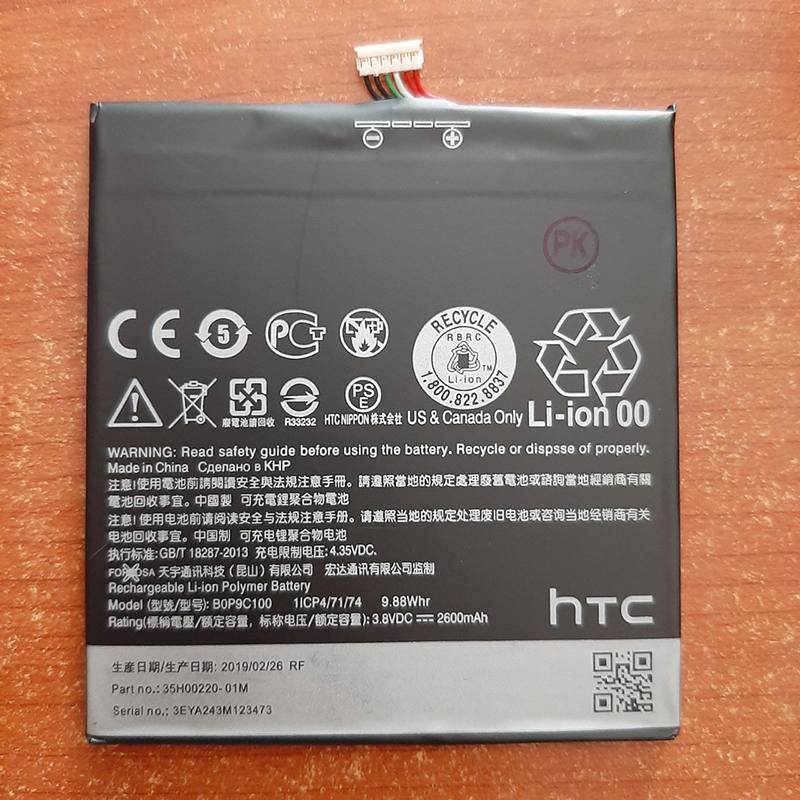 PK
CE
5
PCT
RECYCLE
RBRC
Li-ion
TM
1.800.822.8837
廢電池請回收
R33232
PS
E
HTC NIPPON 株式会社
US & Canada Only
Li-ion 00
WARNING: Read safety guide before using the battery. Recycle or dispsse of properly.
Made in China Сделано в КНР
注意!使用電池前請閱讀安全與法規注意手冊。請遵照當地的規定處理發舊電池或諮詢當地經銷商有關
電池回收事宜。中國製 可充電鋰聚合物電池
注意!使用电池前请阅读安全与法规注意手册。请遵照当地的规定处理废旧电池或咨询当地经销商有关
电池回收事宜。中国制 可充电锂聚合物电池
执行标准:GB/T 18287-2013 充电限制电压:4.35VDC.
天宇通讯科技(昆山)有限公司 宏达通讯有限公司监制
Rechargeable Li-ion Polymer Battery
Model (型號/型号): B0P9C100 1ICP4/71/74 9.88Whr
Rating(標稱電壓/額定容量, 标称电压/额定容量): 3.8VDC 2600mAh
hTC
生產日期/生产日期: 2019/02/26 RF
Part no.: 35H00220-01M
Serial no.; 3EYA243M123473